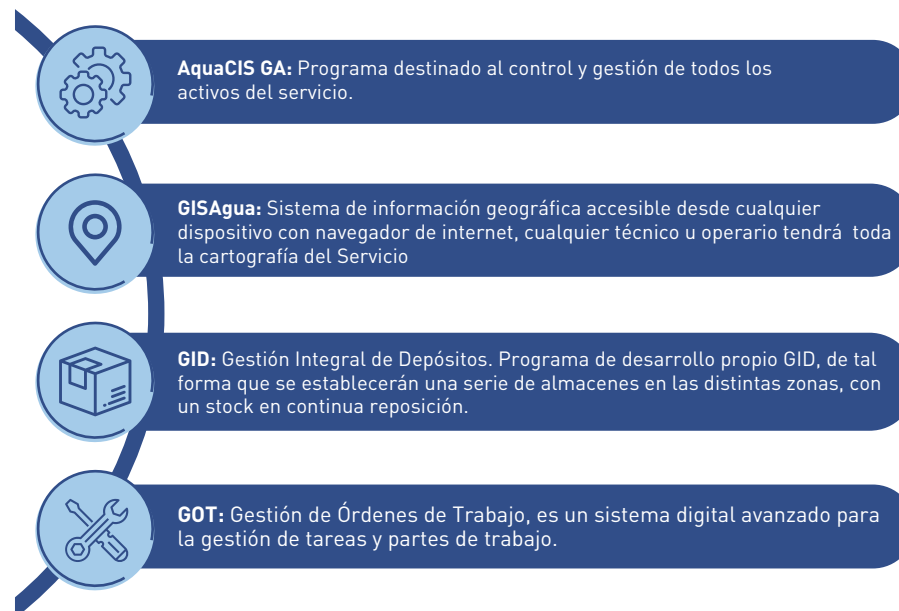 AquaCIS GA: Programa destinado al control y gestión de todos los
activos del servicio.
GISAgua: Sistema de información geográfica accesible desde cualquier
dispositivo con navegador de internet, cualquier técnico u operario tendrá  toda
la cartografía del Servicio
GID: Gestión Integral de Depósitos. Programa de desarrollo propio GID, de tal
forma que se establecerán una serie de almacenes en las distintas zonas, con
un stock en continua reposición.
GOT: Gestión de Órdenes de Trabajo, es un sistema digital avanzado para
la gestión de tareas y partes de trabajo.